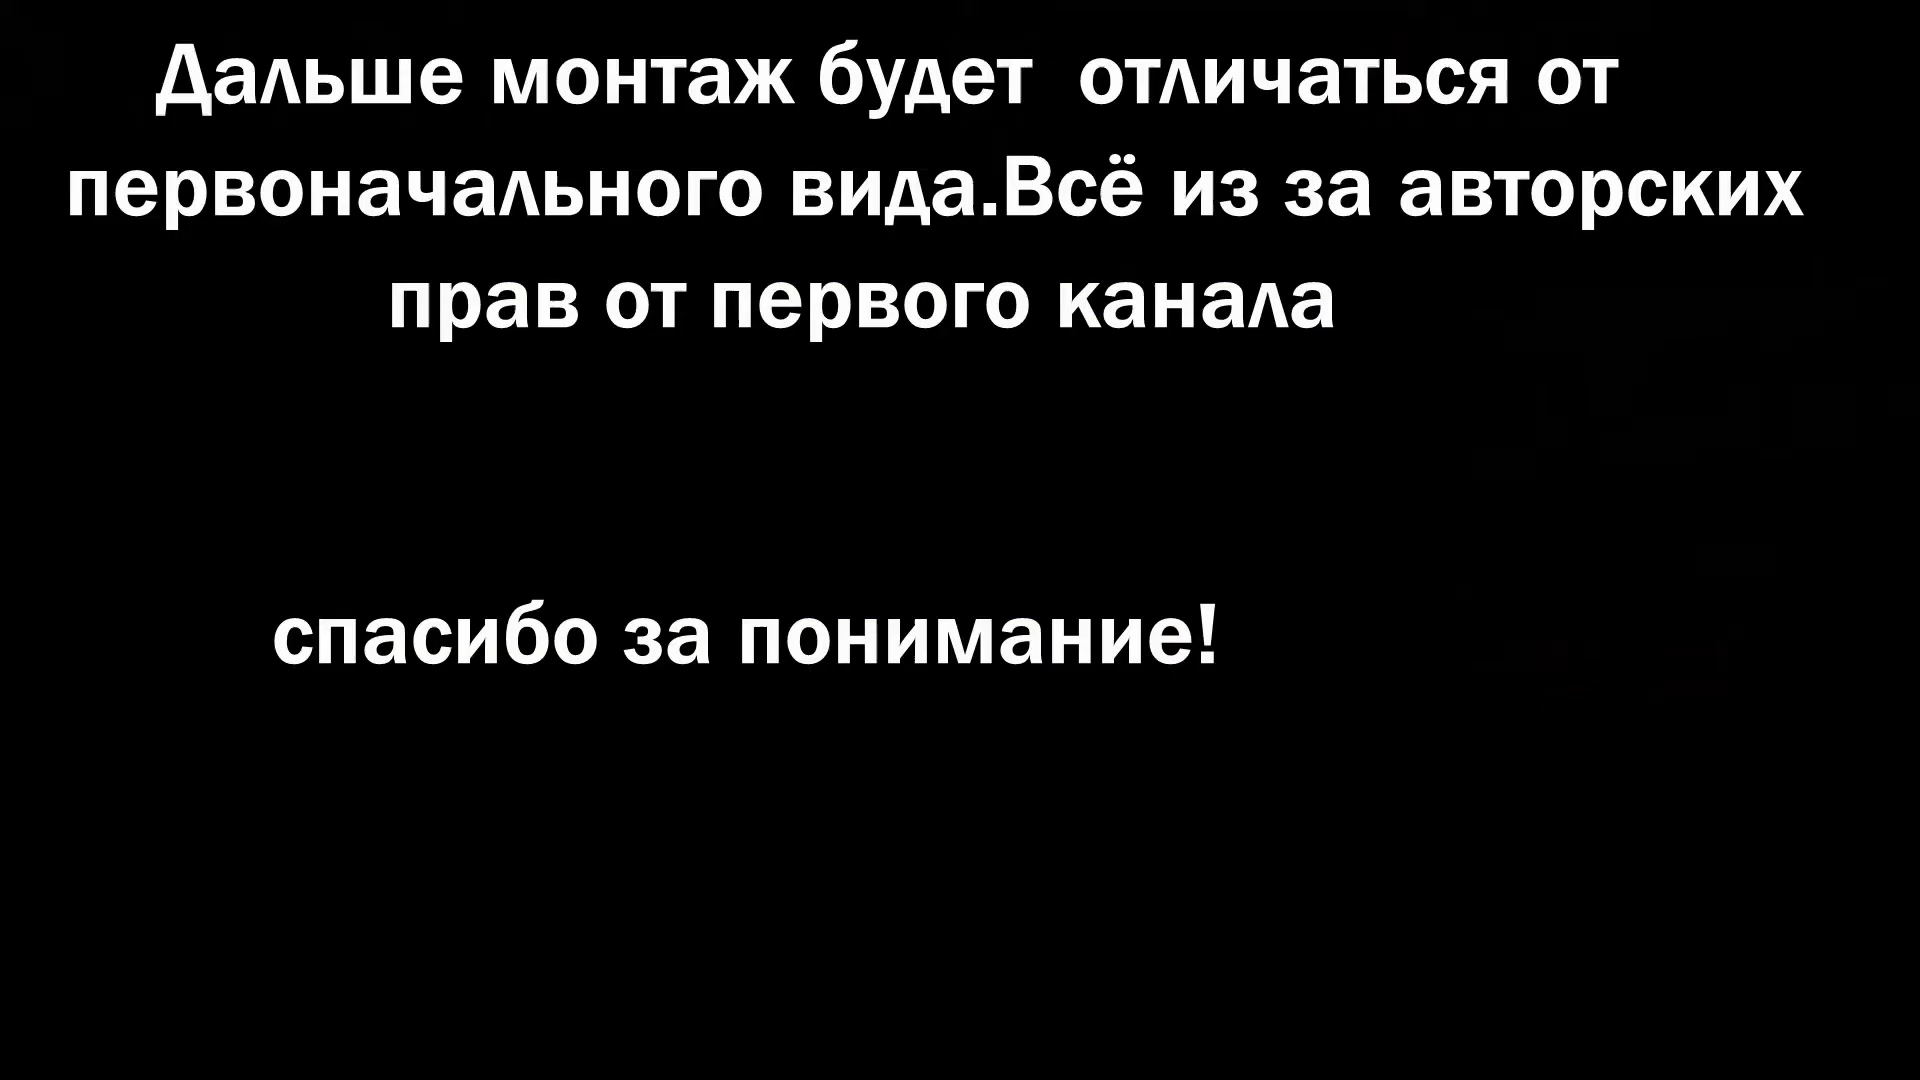 Дальше монтаж будет  отличаться от
первоначального вида.Всё из за авторских
прав от первого канала
спасибо за понимание!